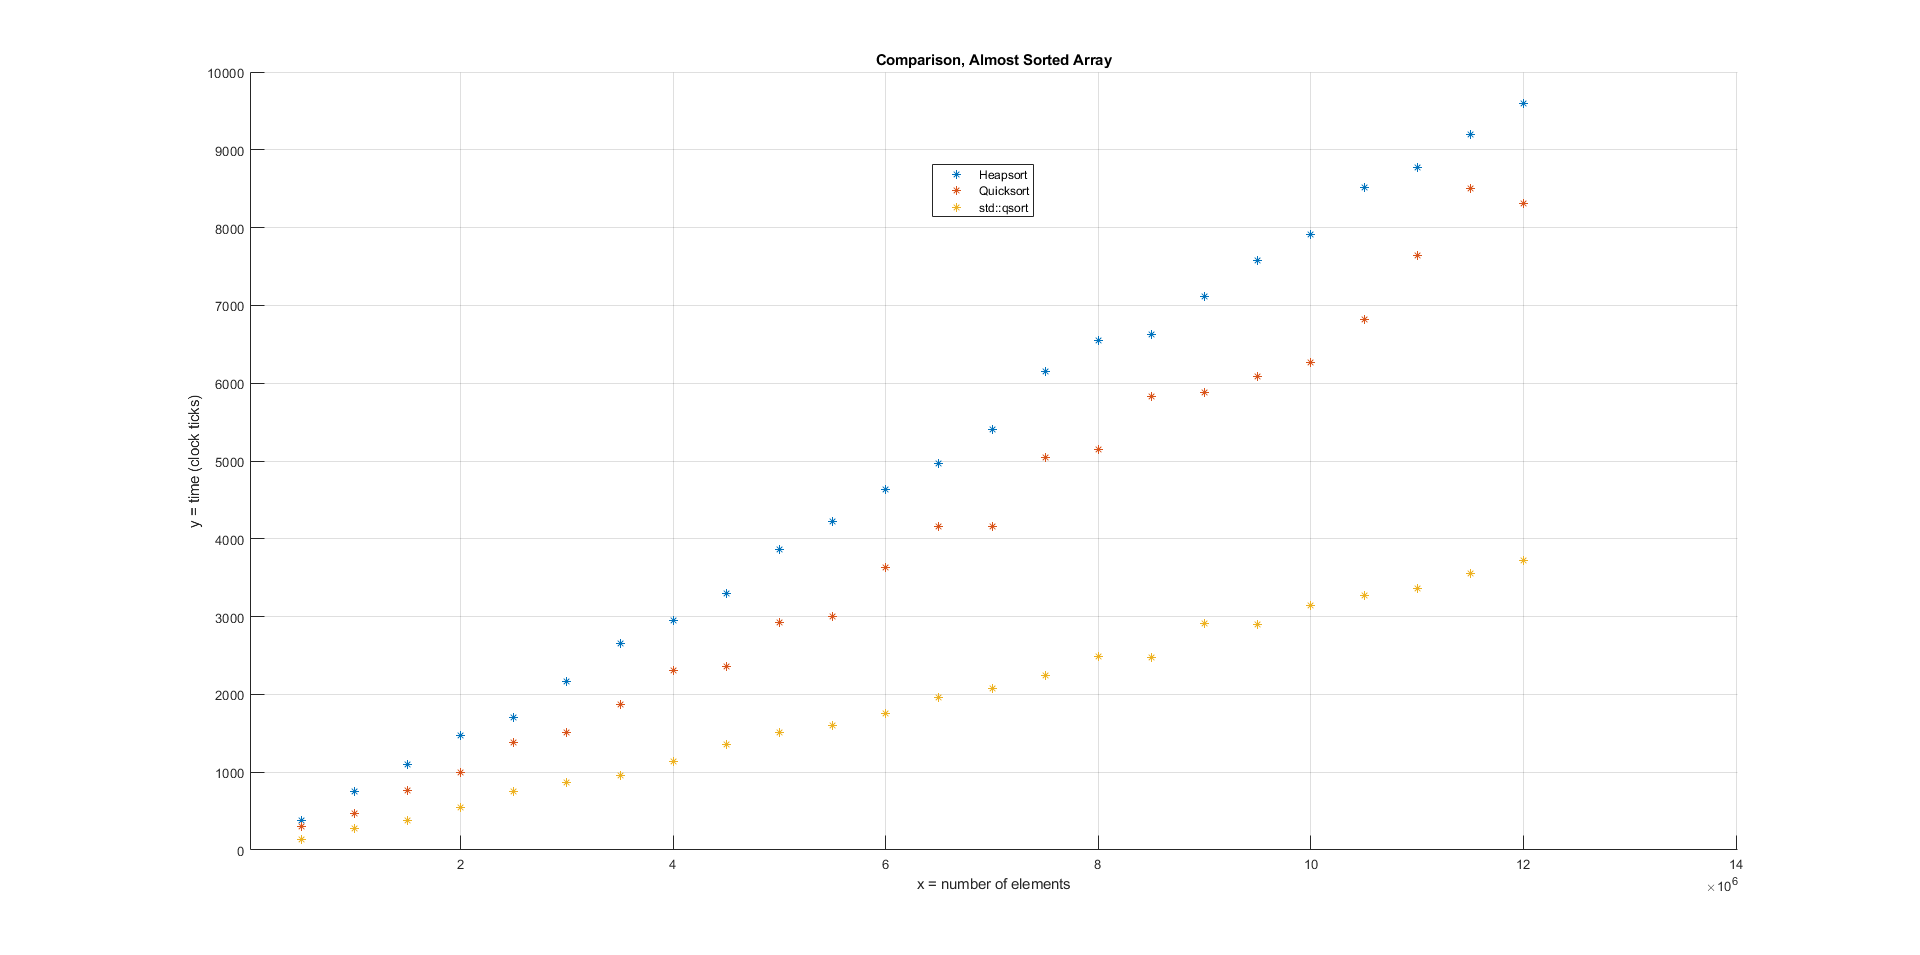 Comparison, Almost Sorted Array
10000
9000
8000
7000
6000
5000
4000
3000
2000
1000
0
y = time (clock ticks)
Heapsort
Quicksort
std::qsort
2 4 6 8 10 12 14
x = number of elements
×10^6